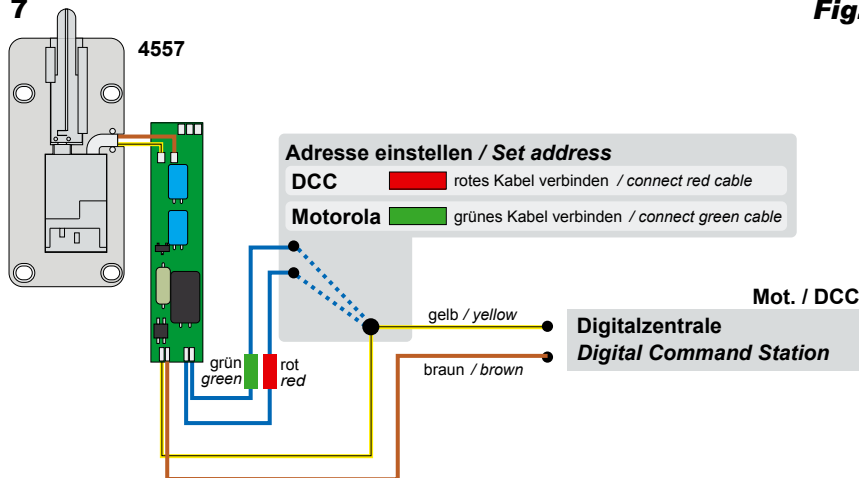 7
Fig.
4557
Adresse einstellen / Set address
DCC rotes Kabel verbinden / connect red cable
Motorola grünes Kabel verbinden / connect green cable
Mot. / DCC
gelb / yellow
Digitalzentrale
Digital Command Station
braun / brown
grün
green
rot
red